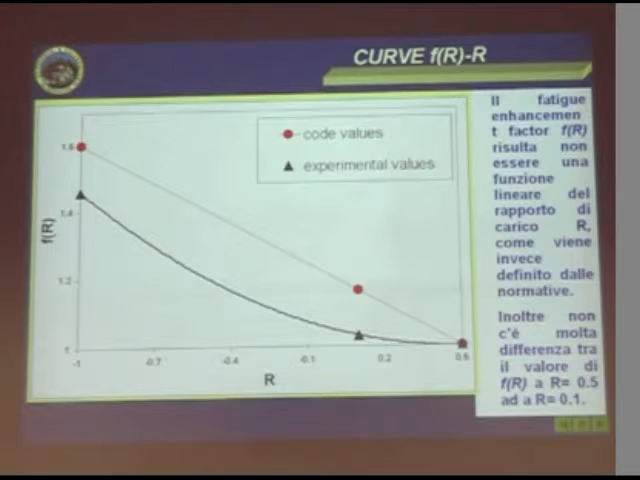 CURVE f(R)-R
code values
experimental values
f(R)
1.6
1.4
1.2
1
-1
-0.7
-0.4
-0.1
0.2
0.5
R
Il fatigue
enhancemen
t factor f(R)
risulta non
essere una
funzione
lineare del
rapporto di
carico R,
come viene
invece
definito dalle
normative.
Inoltre non
c'è molta
differenza tra
il valore di
f(R) a R= 0.5
ad a R= 0.1.